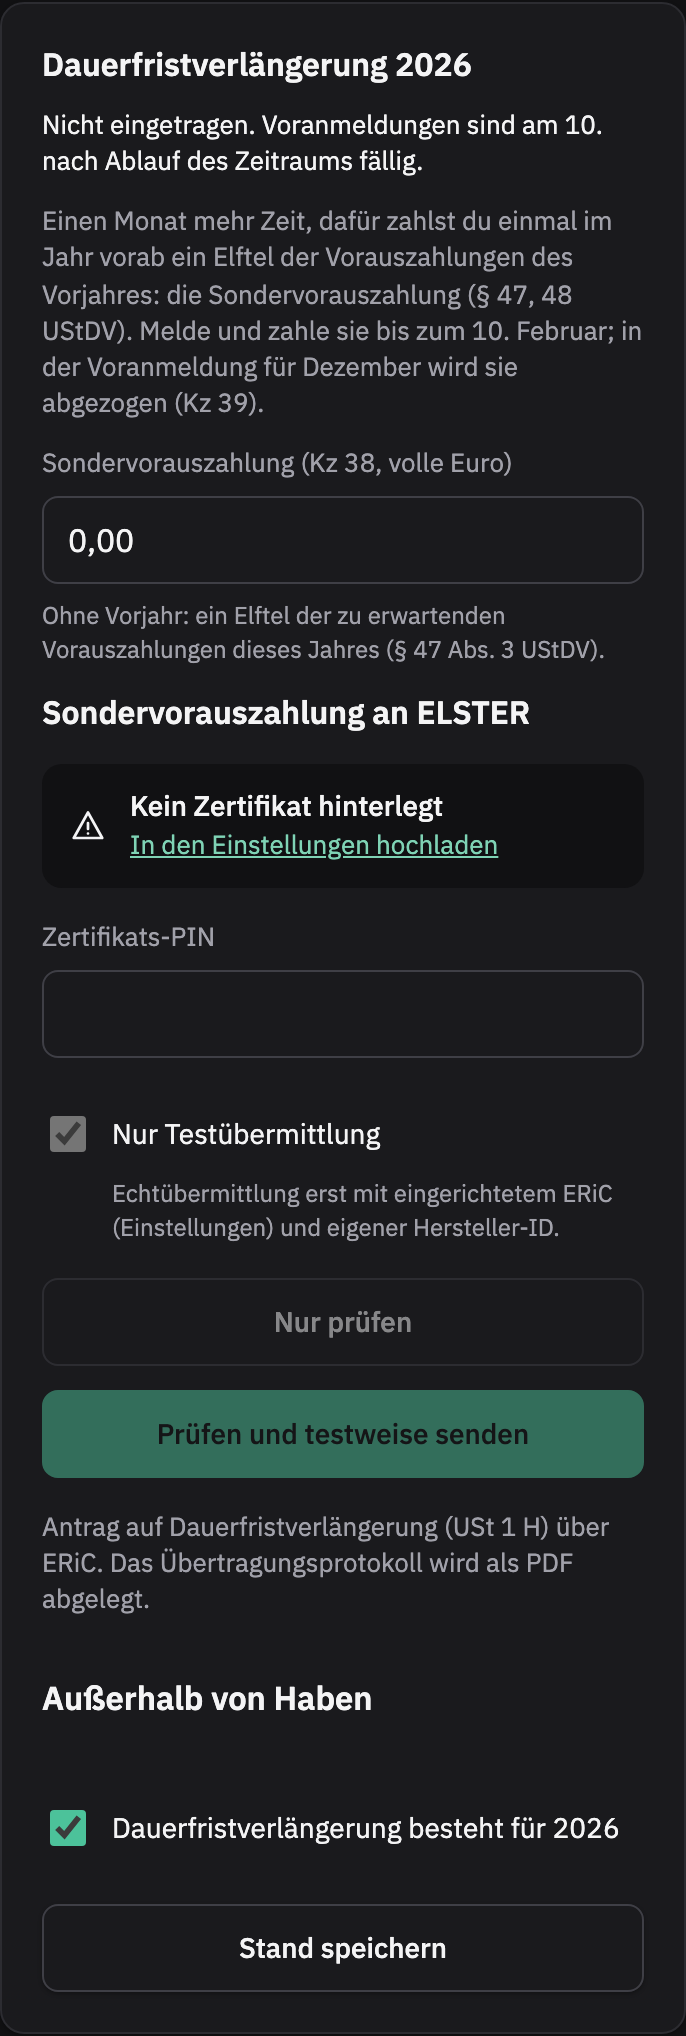 Dauerfristverlängerung 2026
Nicht eingetragen. Voranmeldungen sind am 10.
nach Ablauf des Zeitraums fällig.
Einen Monat mehr Zeit, dafür zahlst du einmal im
Jahr vorab ein Elftel der Vorauszahlungen des
Vorjahres: die Sondervorauszahlung (§ 47, 48
UStDV). Melde und zahle sie bis zum 10. Februar; in
der Voranmeldung für Dezember wird sie
abgezogen (Kz 39).
Sondervorauszahlung (Kz 38, volle Euro)
0,00
Ohne Vorjahr: ein Elftel der zu erwartenden
Vorauszahlungen dieses Jahres (§ 47 Abs. 3 UStDV).
Sondervorauszahlung an ELSTER
Kein Zertifikat hinterlegt
In den Einstellungen hochladen
Zertifikats-PIN
Nur Testübermittlung
Echtübermittlung erst mit eingerichtetem ERiC
(Einstellungen) und eigener Hersteller-ID.
Nur prüfen
Prüfen und testweise senden
Antrag auf Dauerfristverlängerung (USt 1 H) über
ERiC. Das Übertragungsprotokoll wird als PDF
abgelegt.
Außerhalb von Haben
Dauerfristverlängerung besteht für 2026
Stand speichern